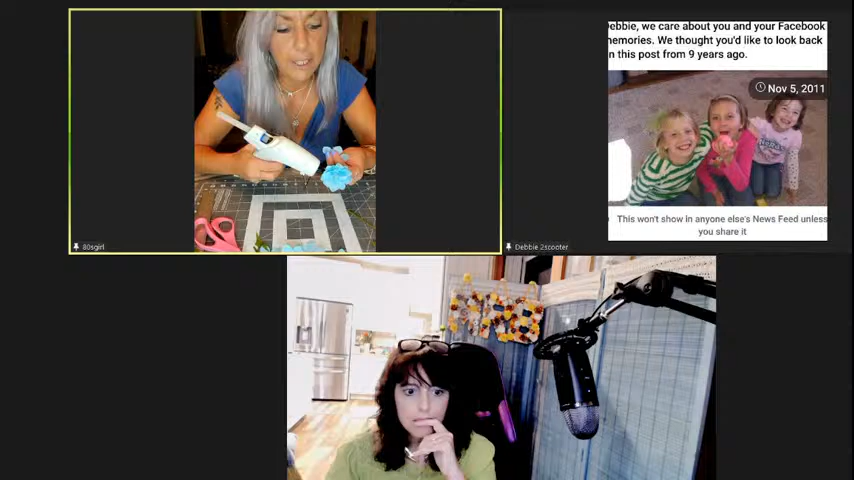 Debbie, we care about you and your Facebook
memories. We thought you'd like to look back
on this post from 9 years ago.
Nov 5, 2011
This won't show in anyone else's News Feed unless
you share it
80sgirl
Debbie 2scooter